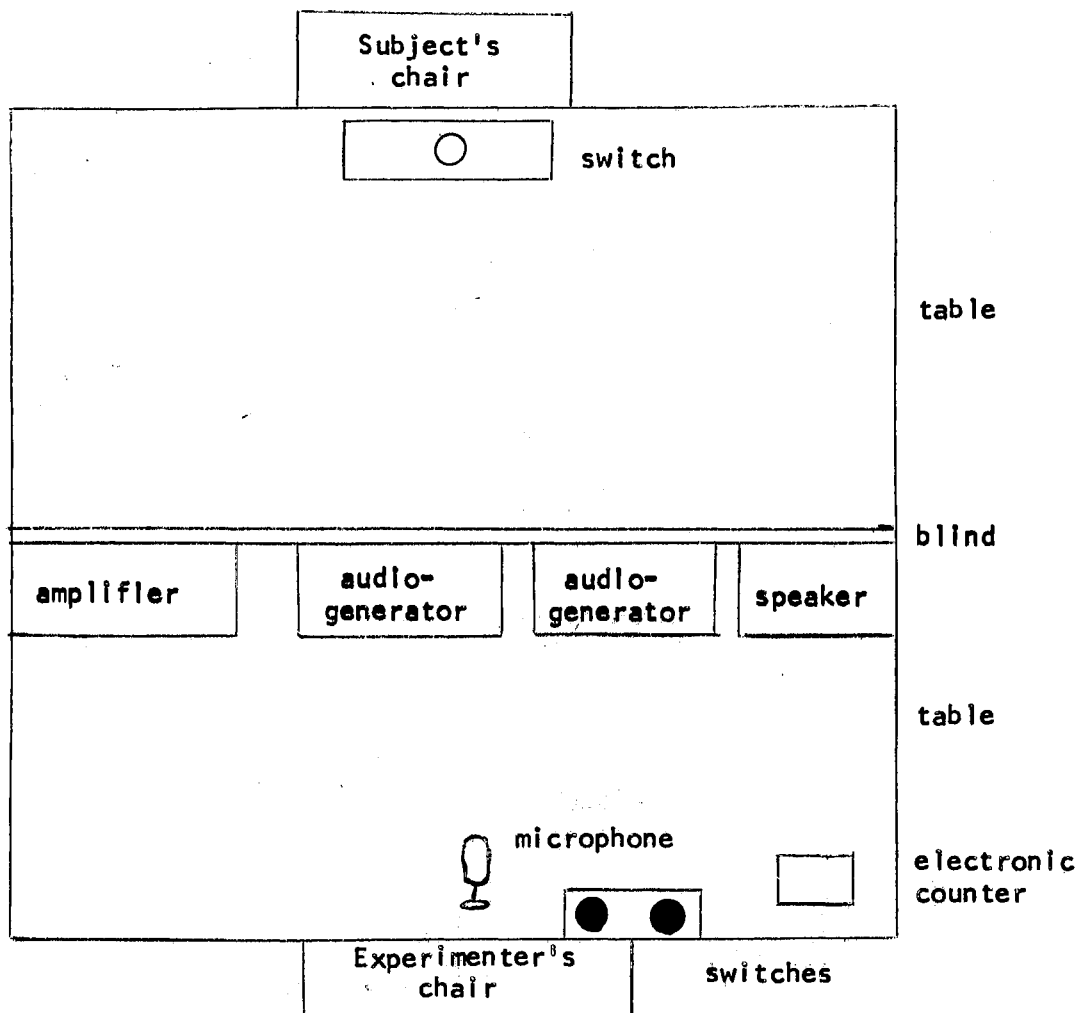 Subject's
chair
switch
table
blind
amplifier
audio-
generator
audio-
generator
speaker
table
microphone
electronic
counter
Experimenter's
chair
switches